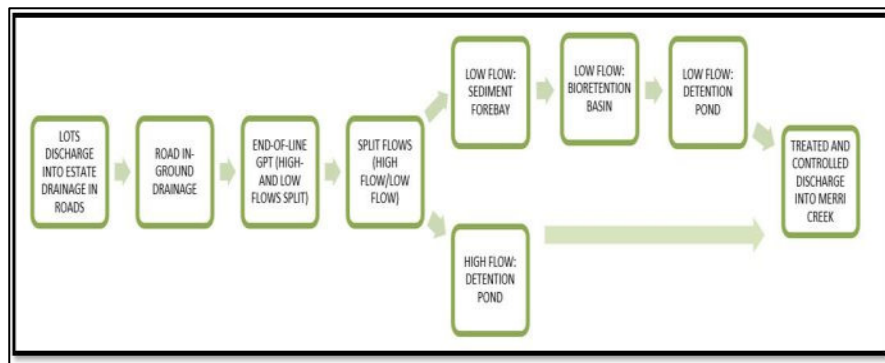 LOTS
DISCHARGE
INTO ESTATE
DRAINAGE IN
ROADS
ROAD IN-
GROUND
DRAINAGE
END-OF-LINE
GPT (HIGH-
AND LOW
FLOWS SPLIT)
SPLIT FLOWS
(HIGH
FLOW/LOW
FLOW)
LOW FLOW:
SEDIMENT
FOREBAY
LOW FLOW:
BIORETENTION
BASIN
LOW FLOW:
DETENTION
POND
HIGH FLOW:
DETENTION
POND
TREATED AND
CONTROLLED
DISCHARGE
INTO MERRI
CREEK